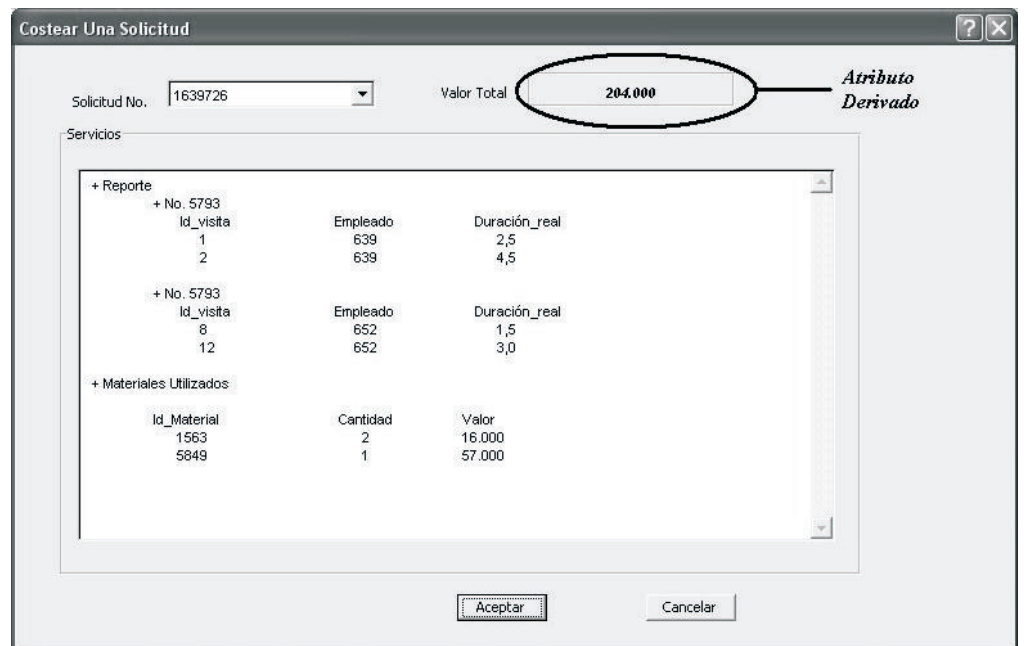 Costear Una Solicitud
Solicitud No. 1639726 Valor Total 204.000 Atributo Derivado
Servicios
+ Reporte
+ No. 5793
Id_visita Empleado Duración_real
1 639 2,5
2 639 4,5
+ No. 5793
Id_visita Empleado Duración_real
8 652 1,5
12 652 3,0
+ Materiales Utilizados
Id_Material Cantidad Valor
1563 2 16.000
5849 1 57.000
Aceptar Cancelar